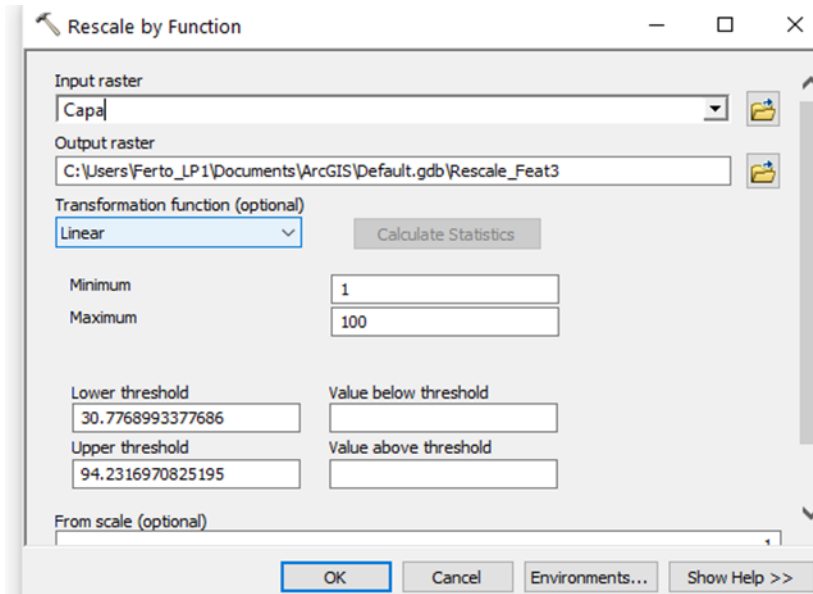 Rescale by Function
Input raster
Capa
Output raster
C:\Users\Ferto_LP1\Documents\ArcGIS\Default.gdb\Rescale_Feat3
Transformation function (optional)
Linear
Calculate Statistics
Minimum
1
Maximum
100
Lower threshold
Value below threshold
30.7768993377686
Upper threshold
Value above threshold
94.2316970825195
From scale (optional)
1
OK
Cancel
Environments...
Show Help >>